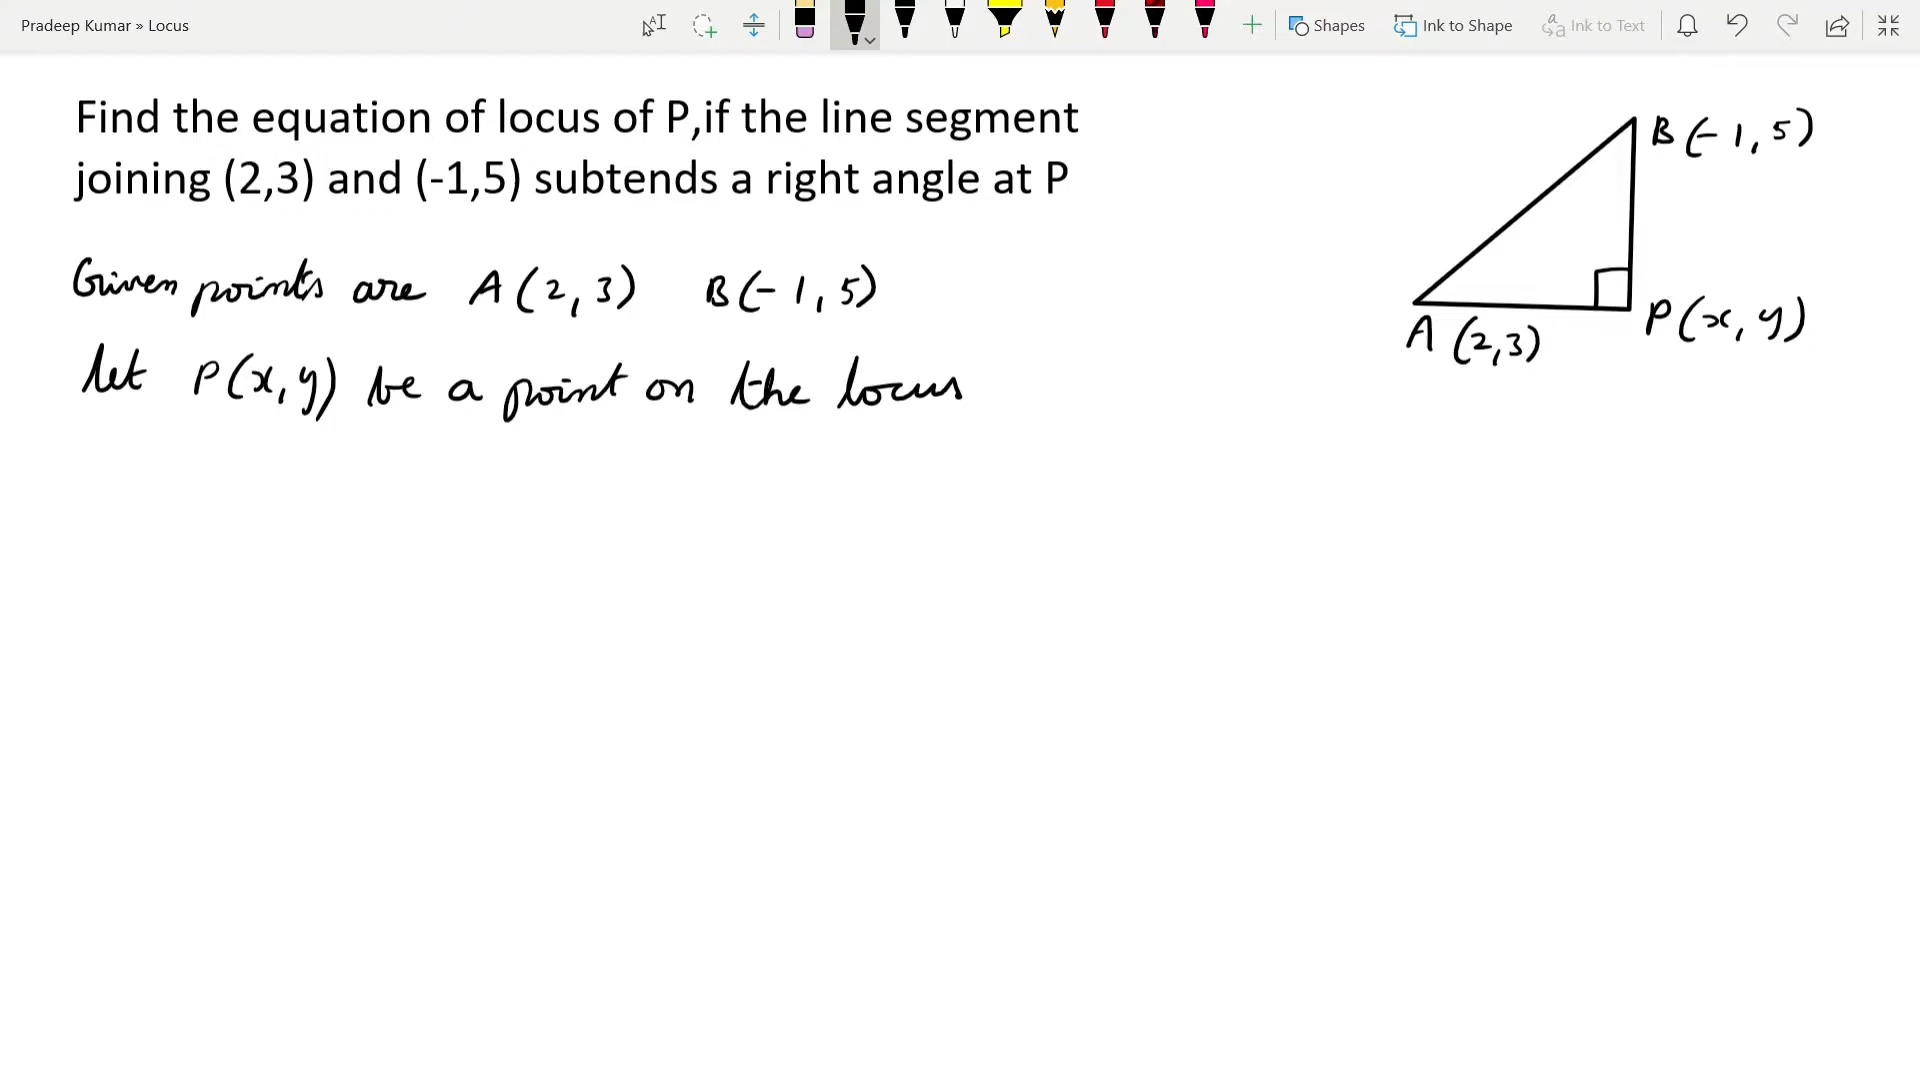 Pradeep Kumar » Locus
Shapes
Ink to Shape
Ink to Text
Find the equation of locus of P,if the line segment
joining (2,3) and (-1,5) subtends a right angle at P
B(-1,5)
A (2,3)
P(x,y)
Given points are A(2,3) B(-1,5)
let P(x,y) be a point on the locus